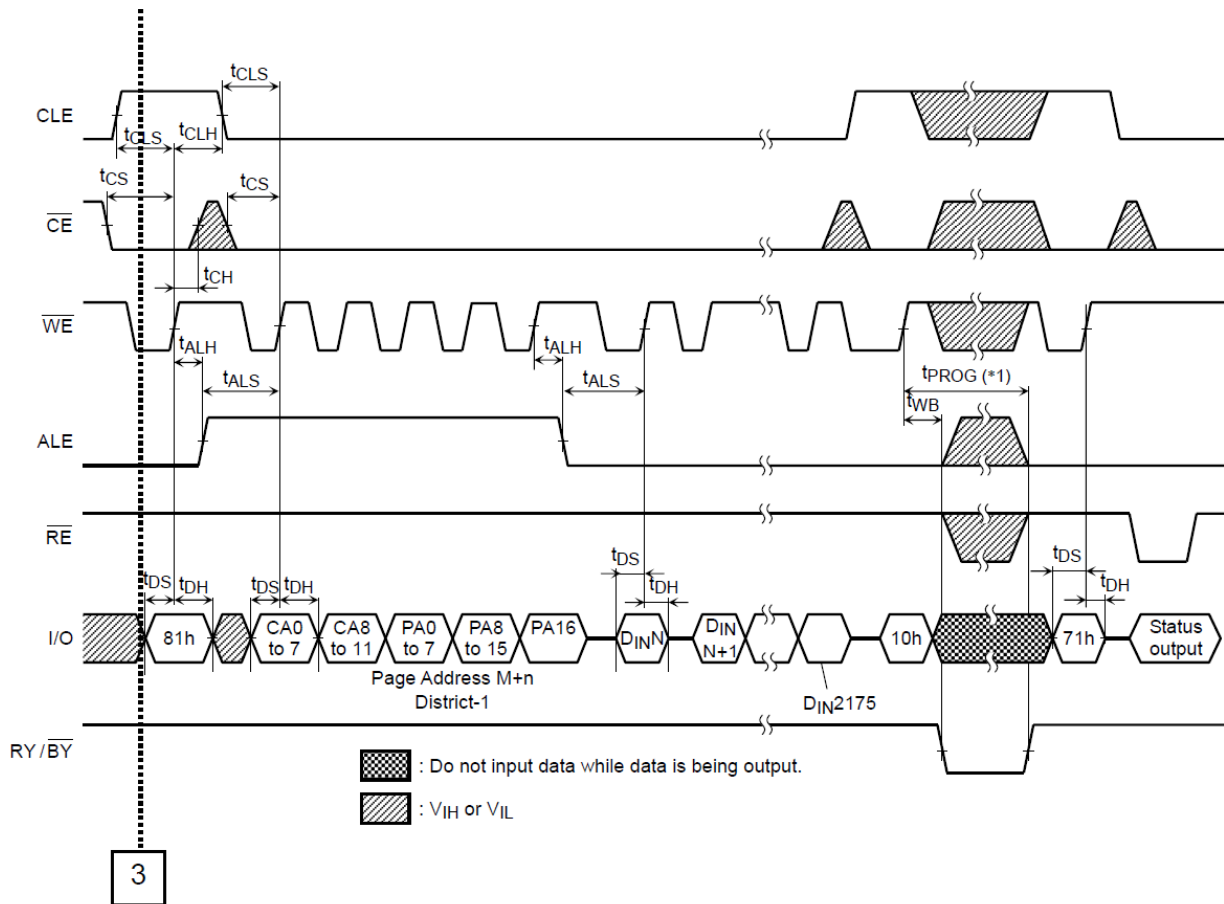 tCLS
CLE
tCLS tCLH
tCS tCS
CE
tCH
WE
tALH tALH
tALS tALS tPROG (*1)
tWB
ALE
RE
tDS tDH tDS tDH tDS tDH tDS tDH
I/O 81h CA0 to 7 CA8 to 11 PA0 to 7 PA8 to 15 PA16 DINN DIN N+1 10h 71h Status output
Page Address M+n
District-1
DIN2175
RY/BY
: Do not input data while data is being output.
: VIH or VIL
3